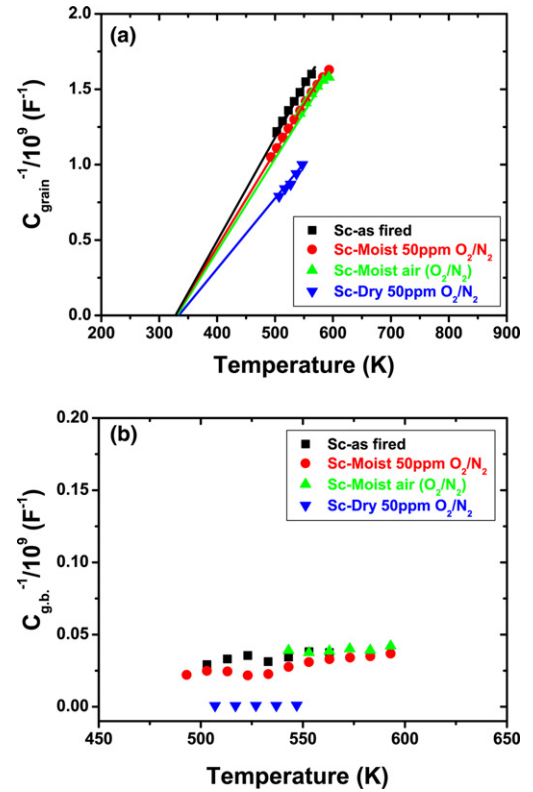 (a)
C_grain^-1/10^9 (F^-1)
2.0
1.5
1.0
0.5
0.0
Sc-as fired
Sc-Moist 50ppm O₂/N₂
Sc-Moist air (O₂/N₂)
Sc-Dry 50ppm O₂/N₂
200 300 400 500 600 700 800 900
Temperature (K)
(b)
C_g.b.^-1/10^9 (F^-1)
0.20
0.15
0.10
0.05
0.00
Sc-as fired
Sc-Moist 50ppm O₂/N₂
Sc-Moist air (O₂/N₂)
Sc-Dry 50ppm O₂/N₂
450 500 550 600 650
Temperature (K)